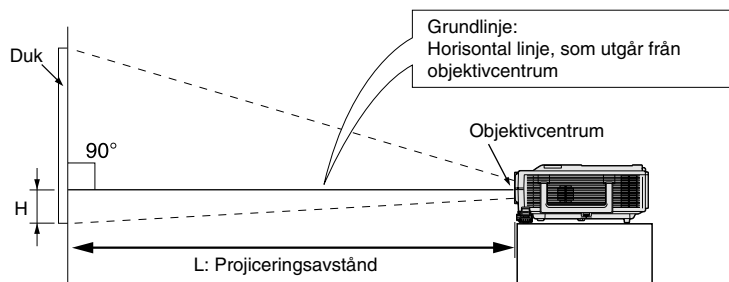 Grundlinje:
Horisontal linje, som utgår från
objektivcentrum
Duk
Objektivcentrum
90°
H
L: Projiceringsavstånd